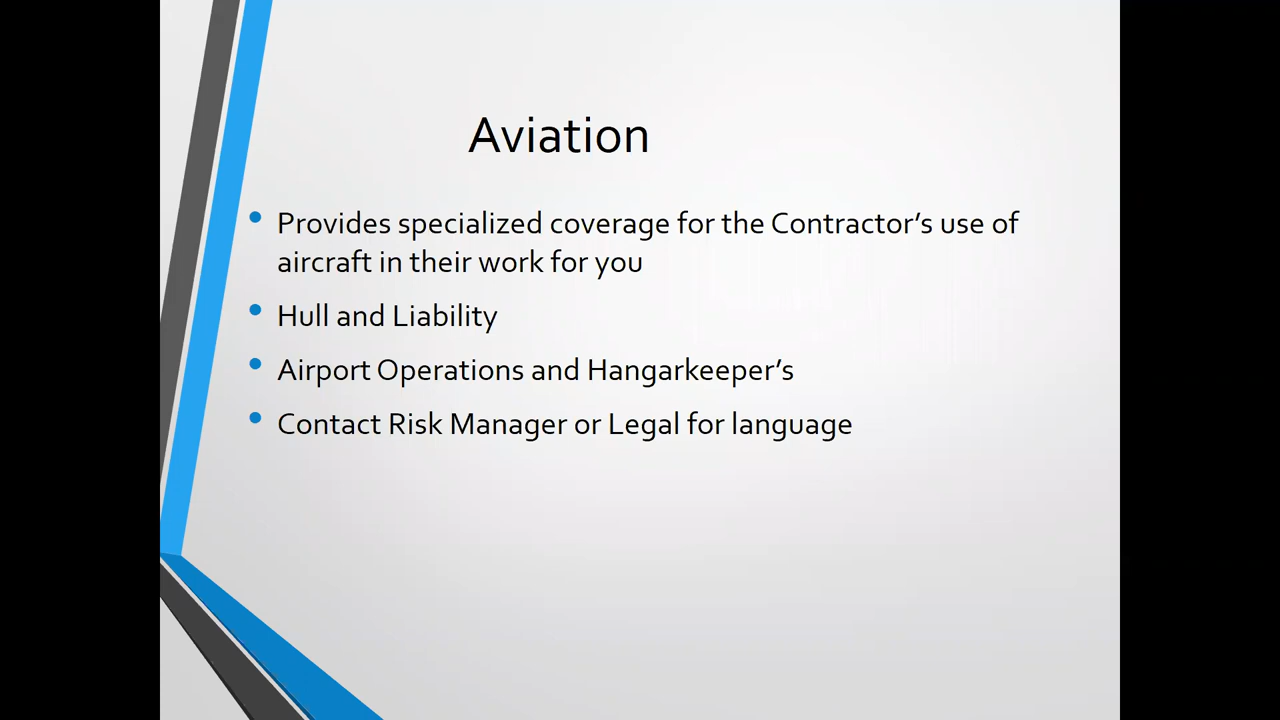 Aviation
Provides specialized coverage for the Contractor’s use of
aircraft in their work for you
Hull and Liability
Airport Operations and Hangarkeeper’s
Contact Risk Manager or Legal for language